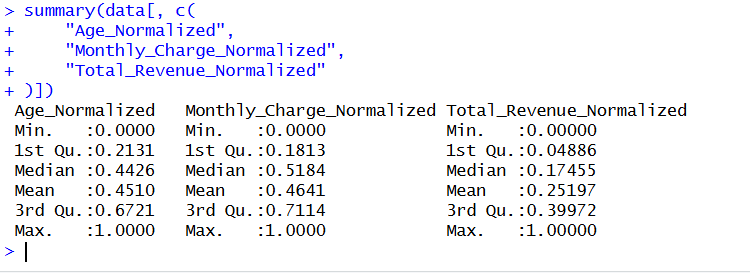 > summary(data[, c(
+     "Age_Normalized",
+     "Monthly_Charge_Normalized",
+     "Total_Revenue_Normalized"
+ )])
 Age_Normalized   Monthly_Charge_Normalized Total_Revenue_Normalized
 Min.   :0.0000   Min.   :0.0000            Min.   :0.00000
 1st Qu.:0.2131   1st Qu.:0.1813            1st Qu.:0.04886
 Median :0.4426   Median :0.5184            Median :0.17455
 Mean   :0.4510   Mean   :0.4641            Mean   :0.25197
 3rd Qu.:0.6721   3rd Qu.:0.7114            3rd Qu.:0.39972
 Max.   :1.0000   Max.   :1.0000            Max.   :1.00000
>